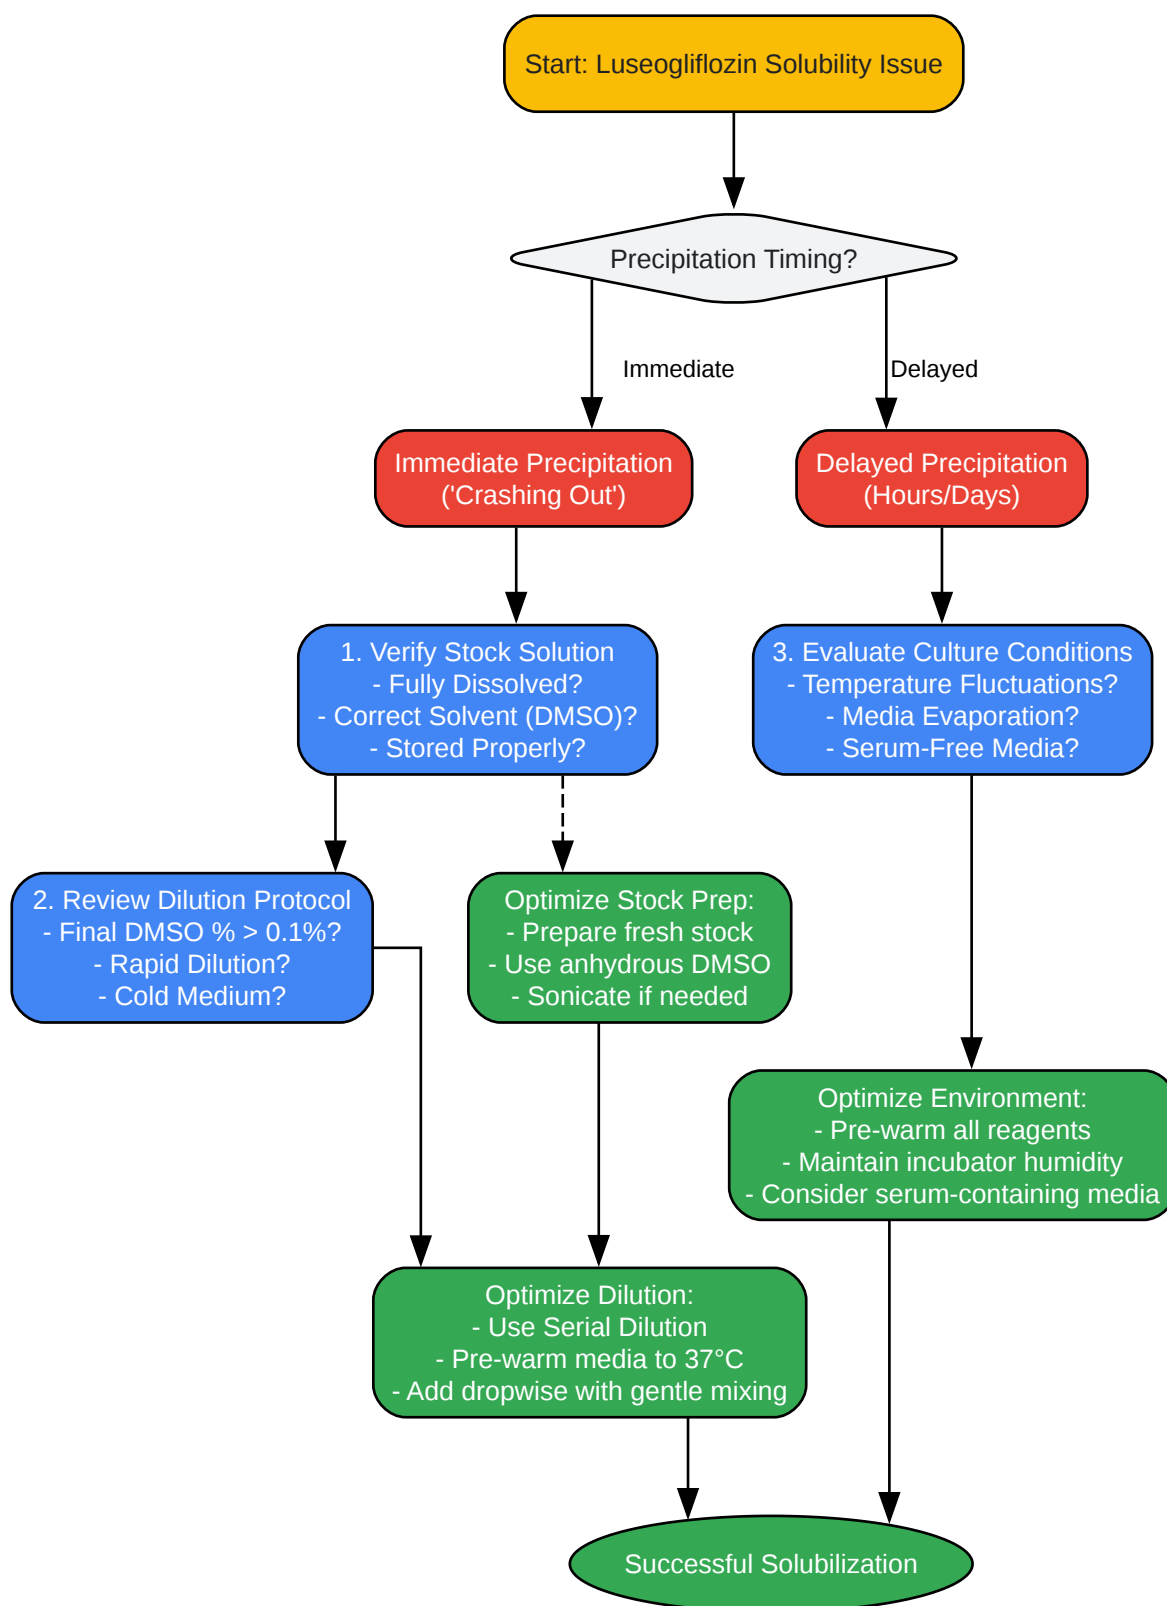 Start: Luseogliflozin Solubility Issue
Precipitation Timing?
Immediate
Delayed
Immediate Precipitation
('Crashing Out')
Delayed Precipitation
(Hours/Days)
1. Verify Stock Solution
- Fully Dissolved?
- Correct Solvent (DMSO)?
- Stored Properly?
3. Evaluate Culture Conditions
- Temperature Fluctuations?
- Media Evaporation?
- Serum-Free Media?
2. Review Dilution Protocol
- Final DMSO % > 0.1%?
- Rapid Dilution?
- Cold Medium?
Optimize Stock Prep:
- Prepare fresh stock
- Use anhydrous DMSO
- Sonicate if needed
Optimize Environment:
- Pre-warm all reagents
- Maintain incubator humidity
- Consider serum-containing media
Optimize Dilution:
- Use Serial Dilution
- Pre-warm media to 37°C
- Add dropwise with gentle mixing
Successful Solubilization